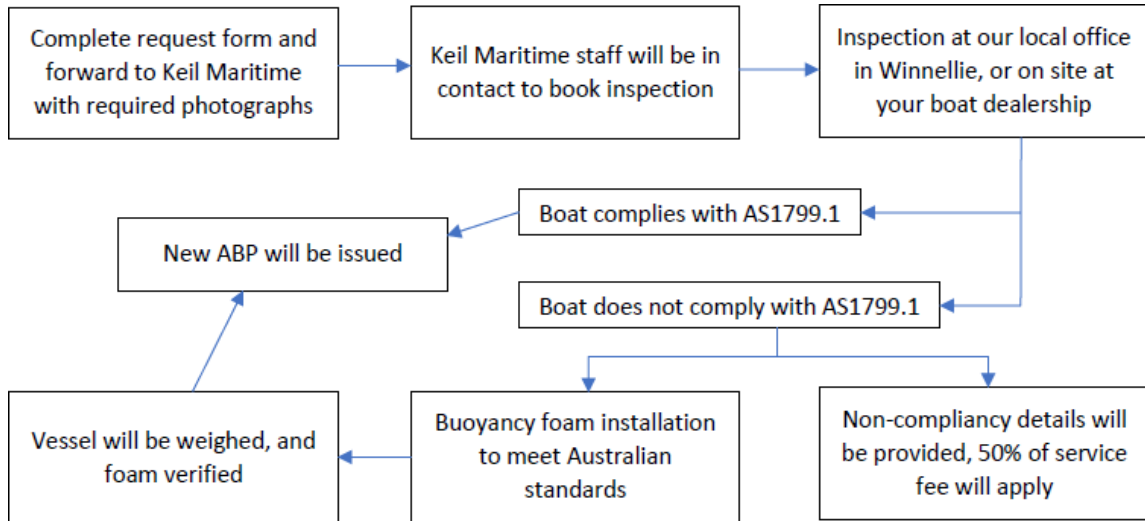 Complete request form and
forward to Keil Maritime
with required photographs
Keil Maritime staff will be in
contact to book inspection
Inspection at our local office
in Winnellie, or on site at
your boat dealership
Boat complies with AS1799.1
New ABP will be issued
Boat does not comply with AS1799.1
Vessel will be weighed, and
foam verified
Buoyancy foam installation
to meet Australian
standards
Non-compliancy details will
be provided, 50% of service
fee will apply